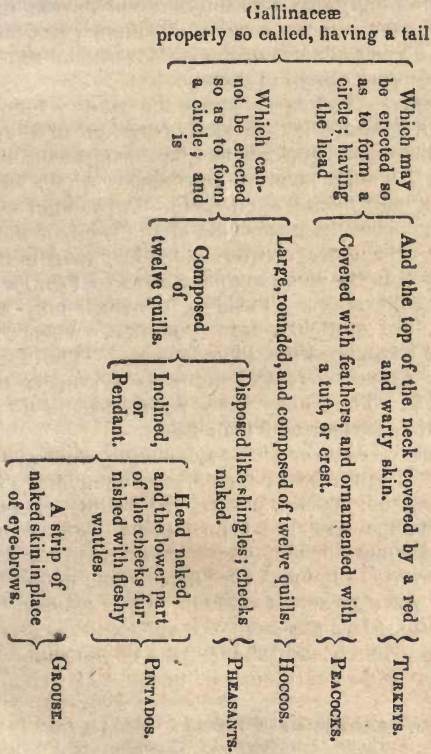 Gallinaceæ
properly so called, having a tail
Which may
be erected so
as to form a
circle; having
the head
And the top of the neck covered by a red
and warty skin.
TURKEYS.
Covered with feathers, and ornamented with
a tuft, or crest.
PEACOCKS.
Which can-
not be erected
so as to form
a circle; and
is
Large, rounded, and composed of twelve quills.
HOCCOS.
Composed
of
twelve quills.
Disposed like shingles; cheeks
naked.
PHEASANTS.
Inclined,
or
Pendant.
Head naked,
and the lower part
of the cheeks fur-
nished with fleshy
wattles.
PINTADOS.
A strip of
naked skin in place
of eye-brows.
GROUSE.